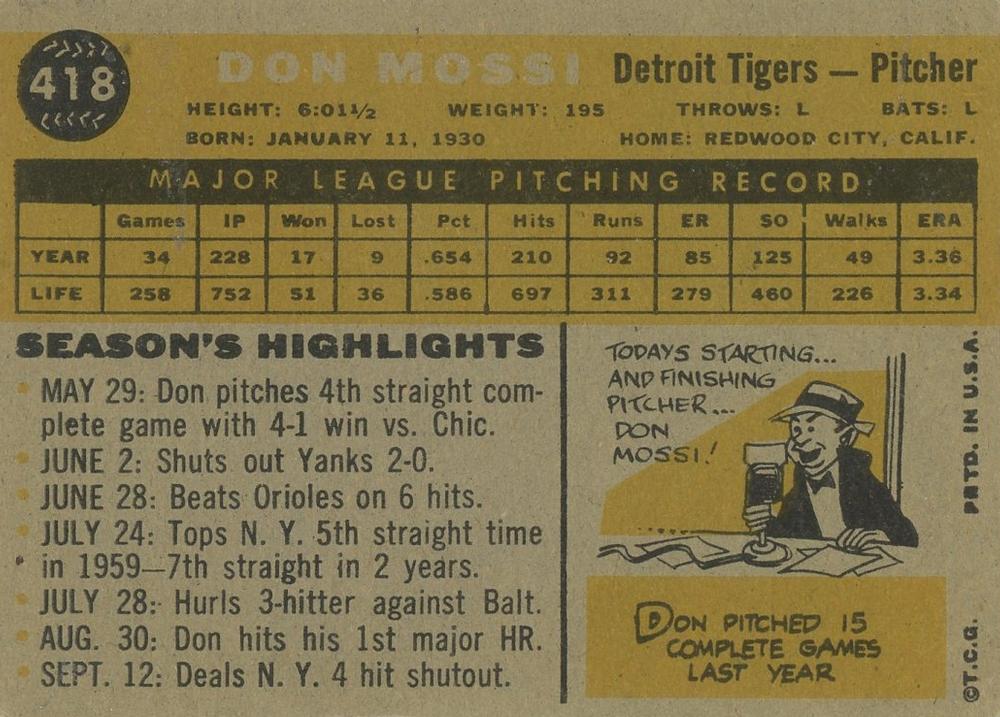 418
DON MOSSI Detroit Tigers — Pitcher
HEIGHT: 6:01½ WEIGHT: 195 THROWS: L BATS: L
BORN: JANUARY 11, 1930 HOME: REDWOOD CITY, CALIF.
MAJOR LEAGUE PITCHING RECORD
Games IP Won Lost Pct Hits Runs ER SO Walks ERA
YEAR 34 228 17 9 .654 210 92 85 125 49 3.36
LIFE 258 752 51 36 .586 697 311 279 460 226 3.34
SEASON'S HIGHLIGHTS
• MAY 29: Don pitches 4th straight com-
plete game with 4-1 win vs. Chic.
• JUNE 2: Shuts out Yanks 2-0.
• JUNE 28: Beats Orioles on 6 hits.
• JULY 24: Tops N. Y. 5th straight time
in 1959—7th straight in 2 years.
• JULY 28: Hurls 3-hitter against Balt.
• AUG. 30: Don hits his 1st major HR.
• SEPT. 12: Deals N. Y. 4 hit shutout.
TODAYS STARTING...
AND FINISHING
PITCHER...
DON
MOSSI!
DON PITCHED 15
COMPLETE GAMES
LAST YEAR
©T.C.G. PRTD. IN U.S.A.